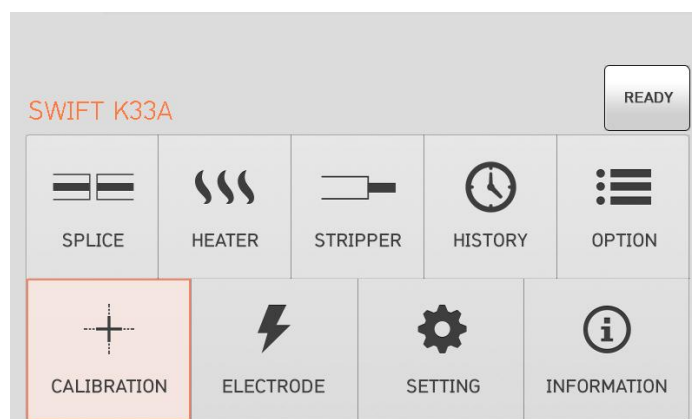 READY
SWIFT K33A
SPLICE HEATER STRIPPER HISTORY OPTION
CALIBRATION ELECTRODE SETTING INFORMATION